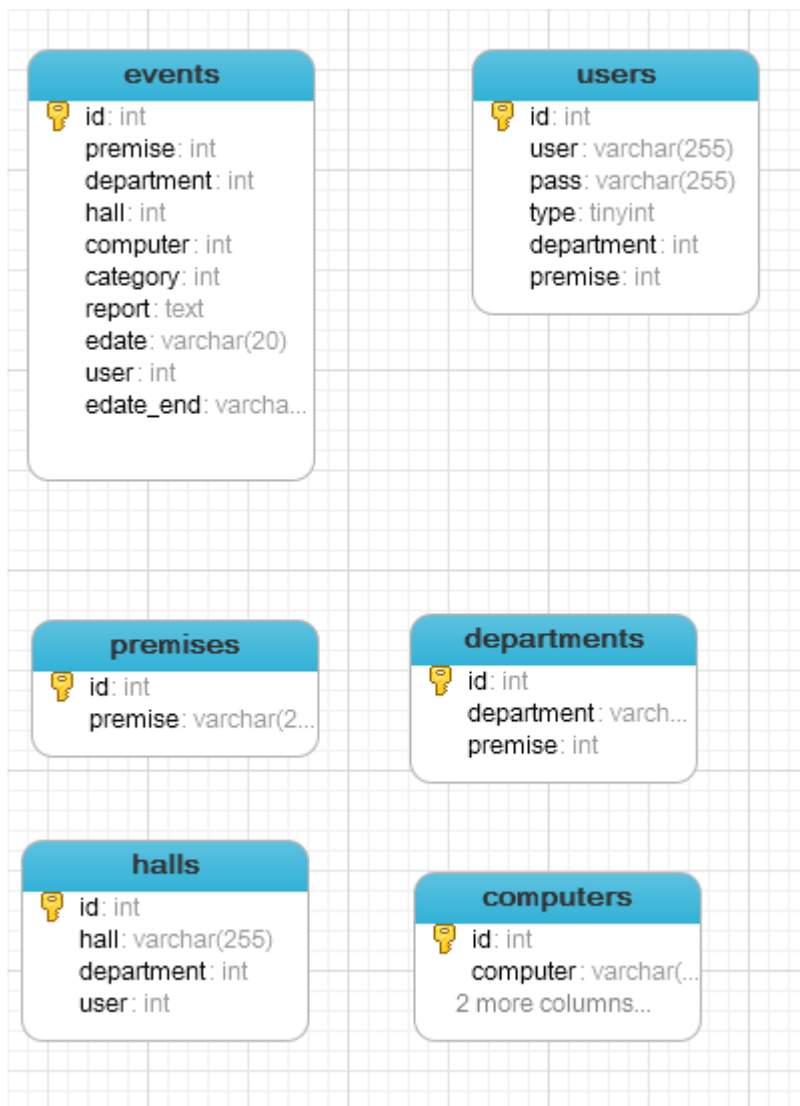 events
id: int
premise: int
department: int
hall: int
computer: int
category: int
report: text
edate: varchar(20)
user: int
edate_end: varcha...
users
id: int
user: varchar(255)
pass: varchar(255)
type: tinyint
department: int
premise: int
premises
id: int
premise: varchar(2...
departments
id: int
department: varch...
premise: int
halls
id: int
hall: varchar(255)
department: int
user: int
computers
id: int
computer: varchar(...
2 more columns...